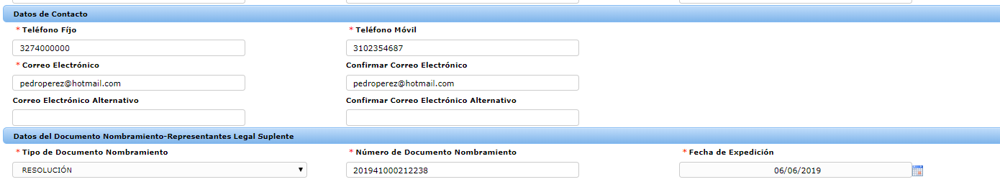 Datos de Contacto
* Teléfono Fíjo * Teléfono Móvil
3274000000 3102354687
* Correo Electrónico Confirmar Correo Electrónico
pedroperez@hotmail.com pedroperez@hotmail.com
Correo Electrónico Alternativo Confirmar Correo Electrónico Alternativo
Datos del Documento Nombramiento-Representantes Legal Suplente
* Tipo de Documento Nombramiento * Número de Documento Nombramiento * Fecha de Expedición
RESOLUCIÓN 201941000212238 06/06/2019